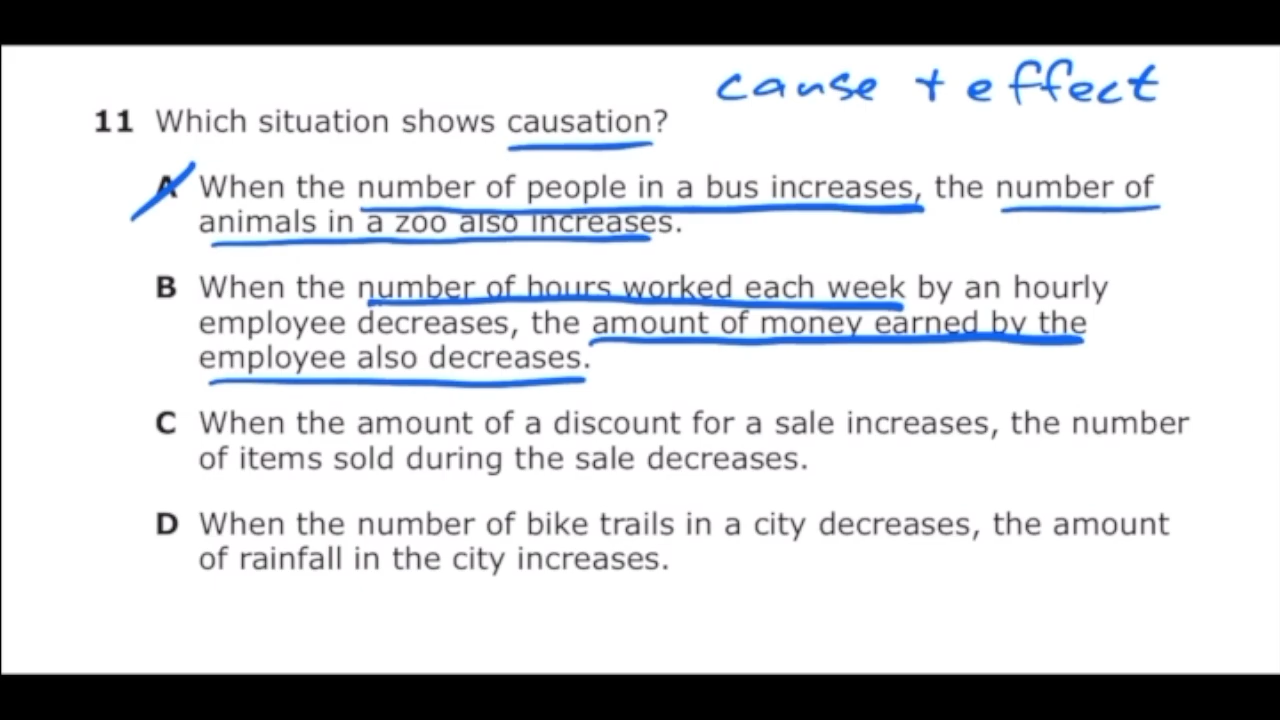 cause + effect
11 Which situation shows causation?
A When the number of people in a bus increases, the number of
animals in a zoo also increases.
B When the number of hours worked each week by an hourly
employee decreases, the amount of money earned by the
employee also decreases.
C When the amount of a discount for a sale increases, the number
of items sold during the sale decreases.
D When the number of bike trails in a city decreases, the amount
of rainfall in the city increases.